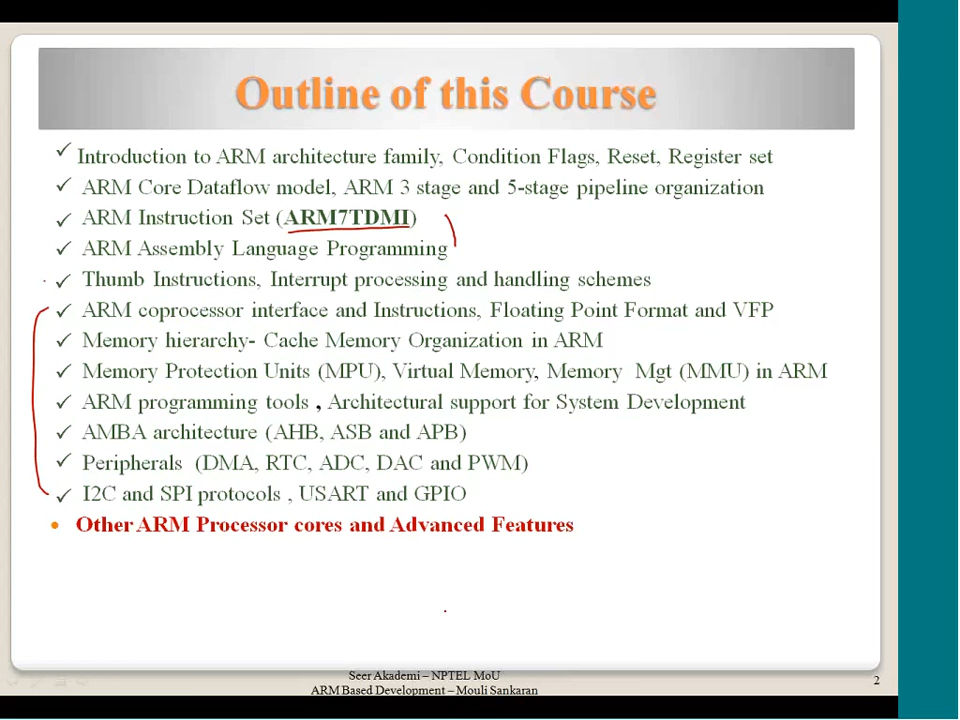 Outline of this Course
✓ Introduction to ARM architecture family, Condition Flags, Reset, Register set
✓ ARM Core Dataflow model, ARM 3 stage and 5-stage pipeline organization
✓ ARM Instruction Set (ARM7TDMI)
✓ ARM Assembly Language Programming
✓ Thumb Instructions, Interrupt processing and handling schemes
✓ ARM coprocessor interface and Instructions, Floating Point Format and VFP
✓ Memory hierarchy- Cache Memory Organization in ARM
✓ Memory Protection Units (MPU), Virtual Memory, Memory Mgt (MMU) in ARM
✓ ARM programming tools , Architectural support for System Development
✓ AMBA architecture (AHB, ASB and APB)
✓ Peripherals (DMA, RTC, ADC, DAC and PWM)
✓ I2C and SPI protocols , USART and GPIO
• Other ARM Processor cores and Advanced Features
Seer Akademi – NPTEL MoU
ARM Based Development – Mouli Sankaran
2